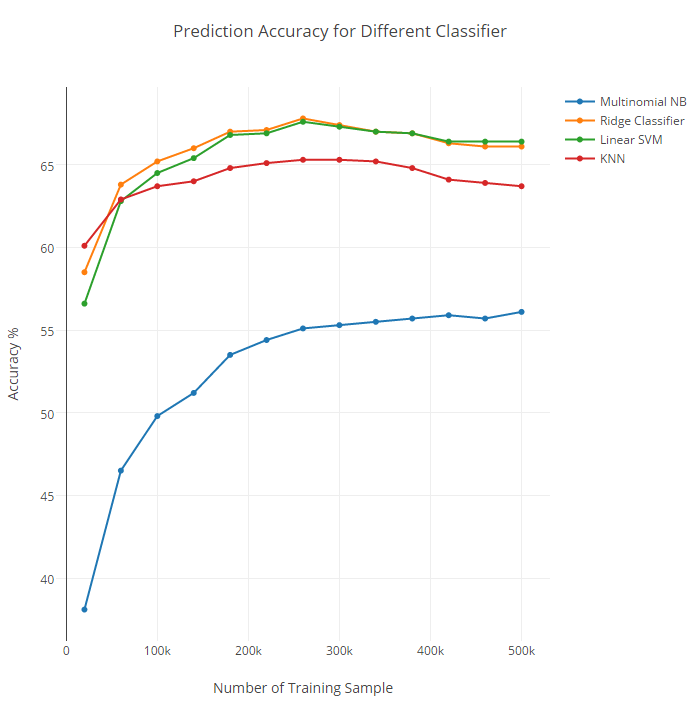 Prediction Accuracy for Different Classifier
Multinomial NB
Ridge Classifier
Linear SVM
KNN
Accuracy %
65
60
55
50
45
40
0
100k
200k
300k
400k
500k
Number of Training Sample